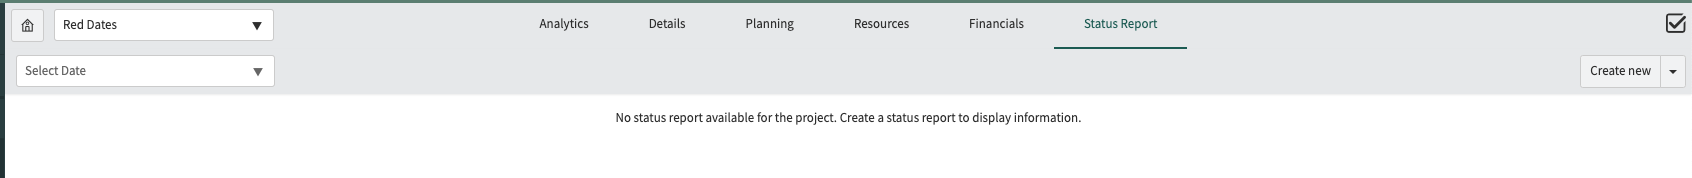 Red Dates
Analytics
Details
Planning
Resources
Financials
Status Report
Select Date
Create new
No status report available for the project. Create a status report to display information.